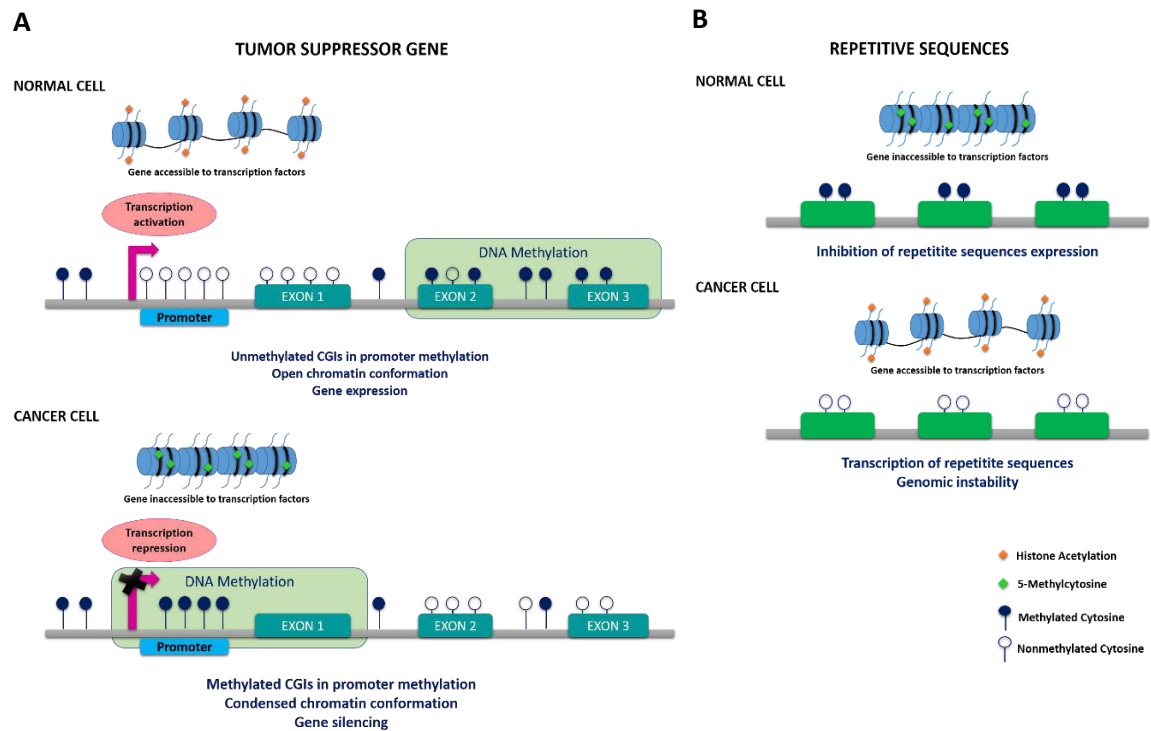 A
TUMOR SUPPRESSOR GENE
NORMAL CELL
Gene accessible to transcription factors
Transcription
activation
DNA Methylation
EXON 1
EXON 2
EXON 3
Promoter
Unmethylated CGIs in promoter methylation
Open chromatin conformation
Gene expression
CANCER CELL
Gene inaccessible to transcription factors
Transcription
repression
DNA Methylation
EXON 1
EXON 2
EXON 3
Promoter
Methylated CGIs in promoter methylation
Condensed chromatin conformation
Gene silencing
B
REPETITIVE SEQUENCES
NORMAL CELL
Gene inaccessible to transcription factors
Inhibition of repetitite sequences expression
CANCER CELL
Gene accessible to transcription factors
Transcription of repetitite sequences
Genomic instability
Histone Acetylation
5-Methylcytosine
Methylated Cytosine
Nonmethylated Cytosine